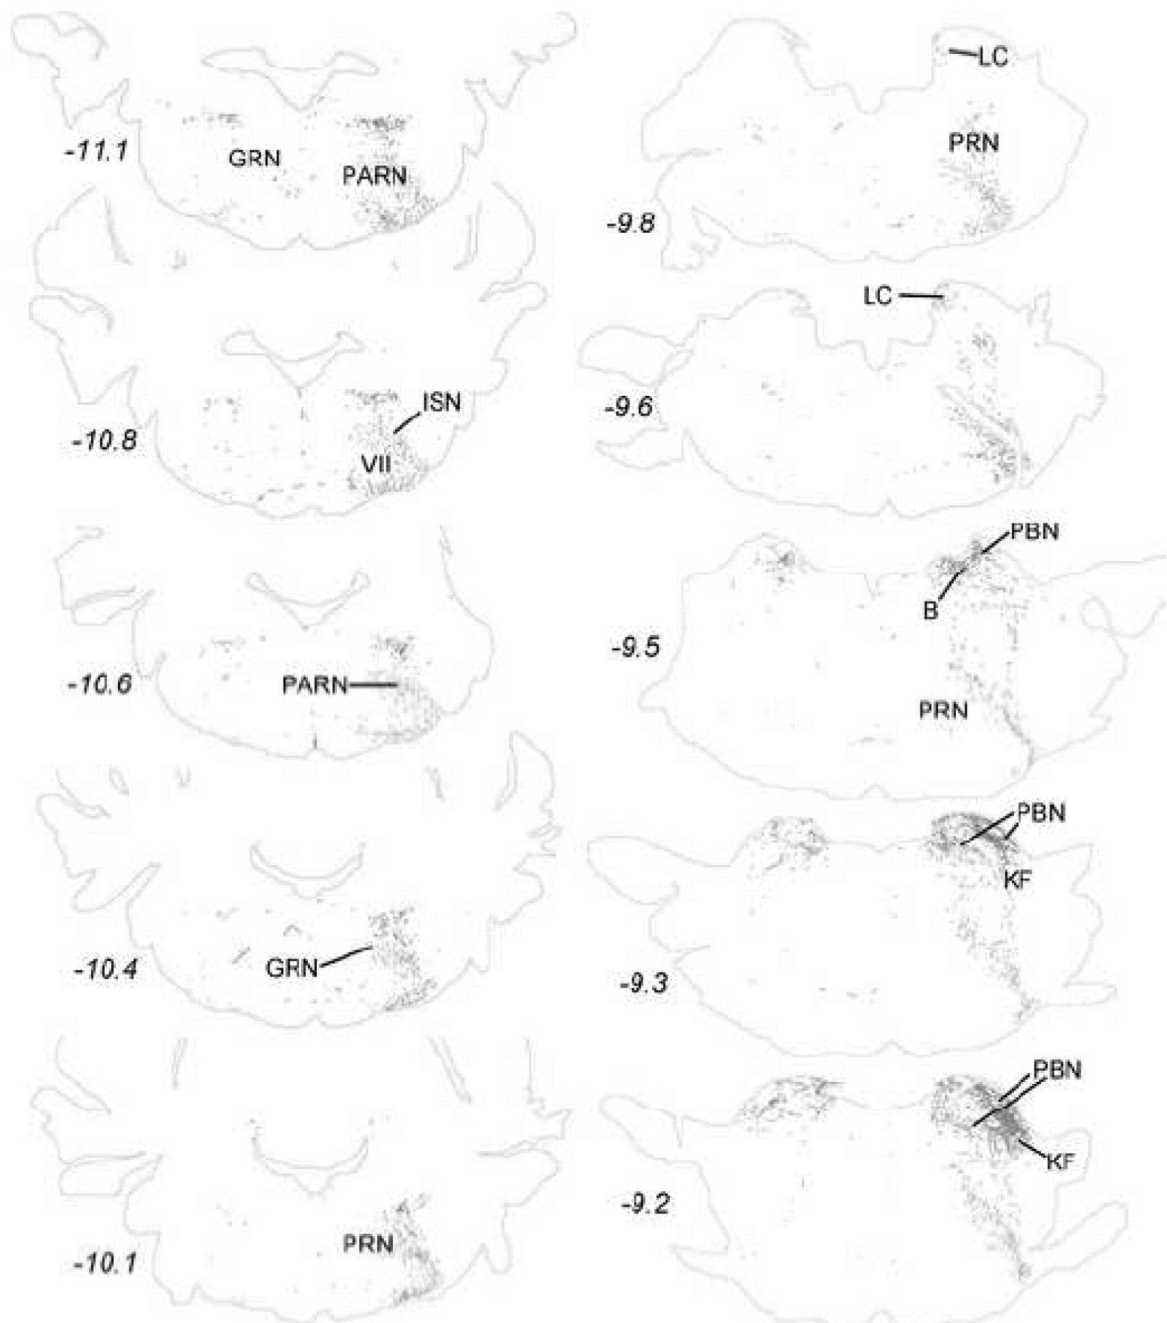 -11.1
GRN
PARN
-10.8
ISN
VII
-10.6
PARN
-10.4
GRN
-10.1
PRN
LC
PRN
-9.8
LC
-9.6
PBN
B
-9.5
PRN
PBN
KF
-9.3
PBN
KF
-9.2